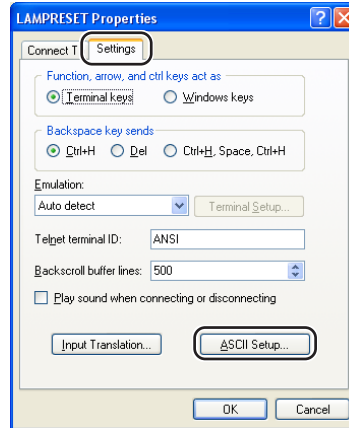 LAMPRESET Properties
Connect T Settings
Function, arrow, and ctrl keys act as
Terminal keys Windows keys
Backspace key sends
Ctrl+H Del Ctrl+H, Space, Ctrl+H
Emulation:
Auto detect Terminal Setup...
Telnet terminal ID: ANSI
Backscroll buffer lines: 500
Play sound when connecting or disconnecting
Input Translation... ASCII Setup...
OK Cancel